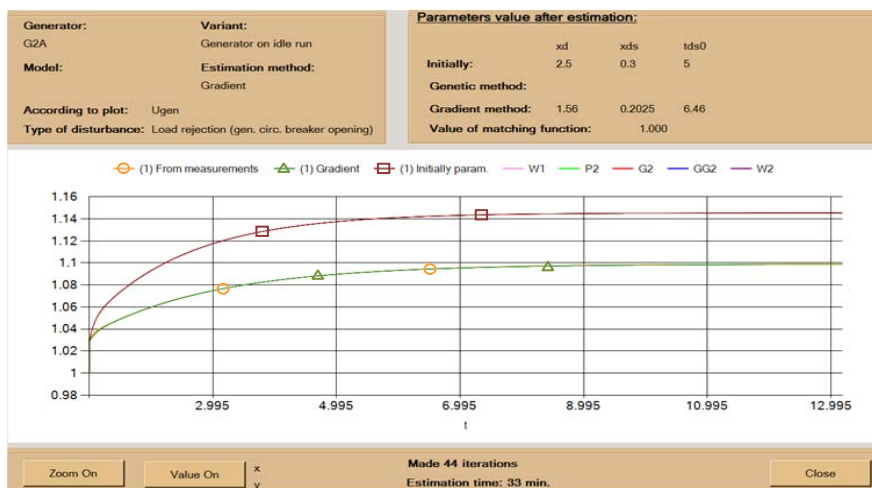 Generator: Variant:
G2A Generator on idle run
Model: Estimation method:
Gradient
According to plot: Ugen
Type of disturbance: Load rejection (gen. circ. breaker opening)
Parameters value after estimation:
xd xds tds0
Initially: 2.5 0.3 5
Genetic method:
Gradient method: 1.56 0.2025 6.46
Value of matching function: 1.000
(1) From measurements (1) Gradient (1) Initially param. W1 P2 G2 GG2 W2
1.16
1.14
1.12
1.1
1.08
1.06
1.04
1.02
1
0.98
2.995 4.995 6.995 8.995 10.995 12.995
t
Zoom On Value On x
y
Made 44 iterations
Estimation time: 33 min.
Close